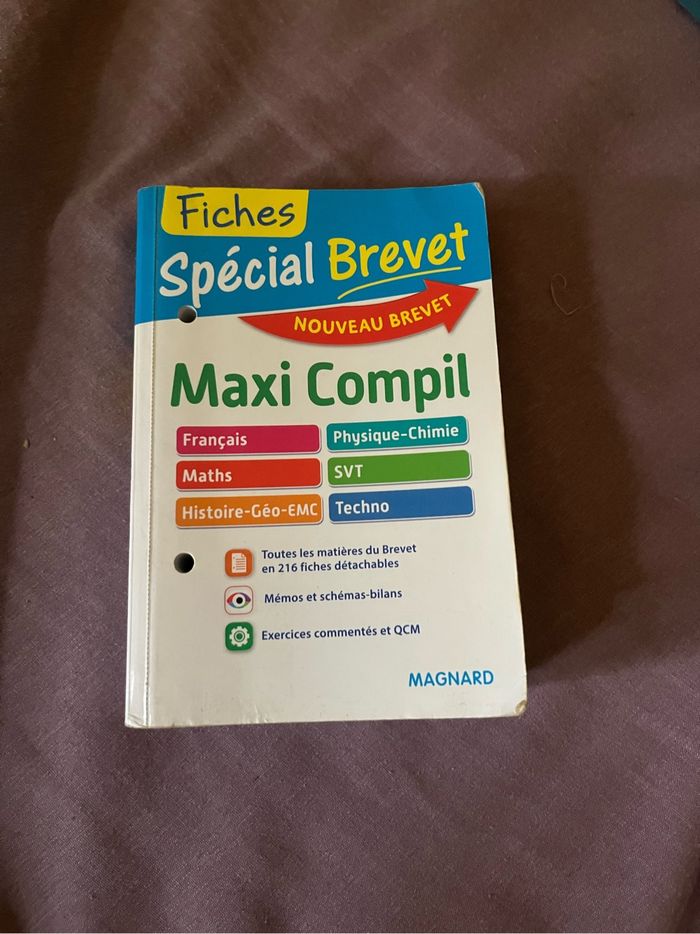 Fiches
Spécial Brevet
NOUVEAU BREVET
Maxi Compil
Français
Physique-Chimie
Maths
SVT
Histoire-Géo-EMC
Techno
Toutes les matières du Brevet
en 216 fiches détachables
Mémos et schémas-bilans
Exercices commentés et QCM
MAGNARD